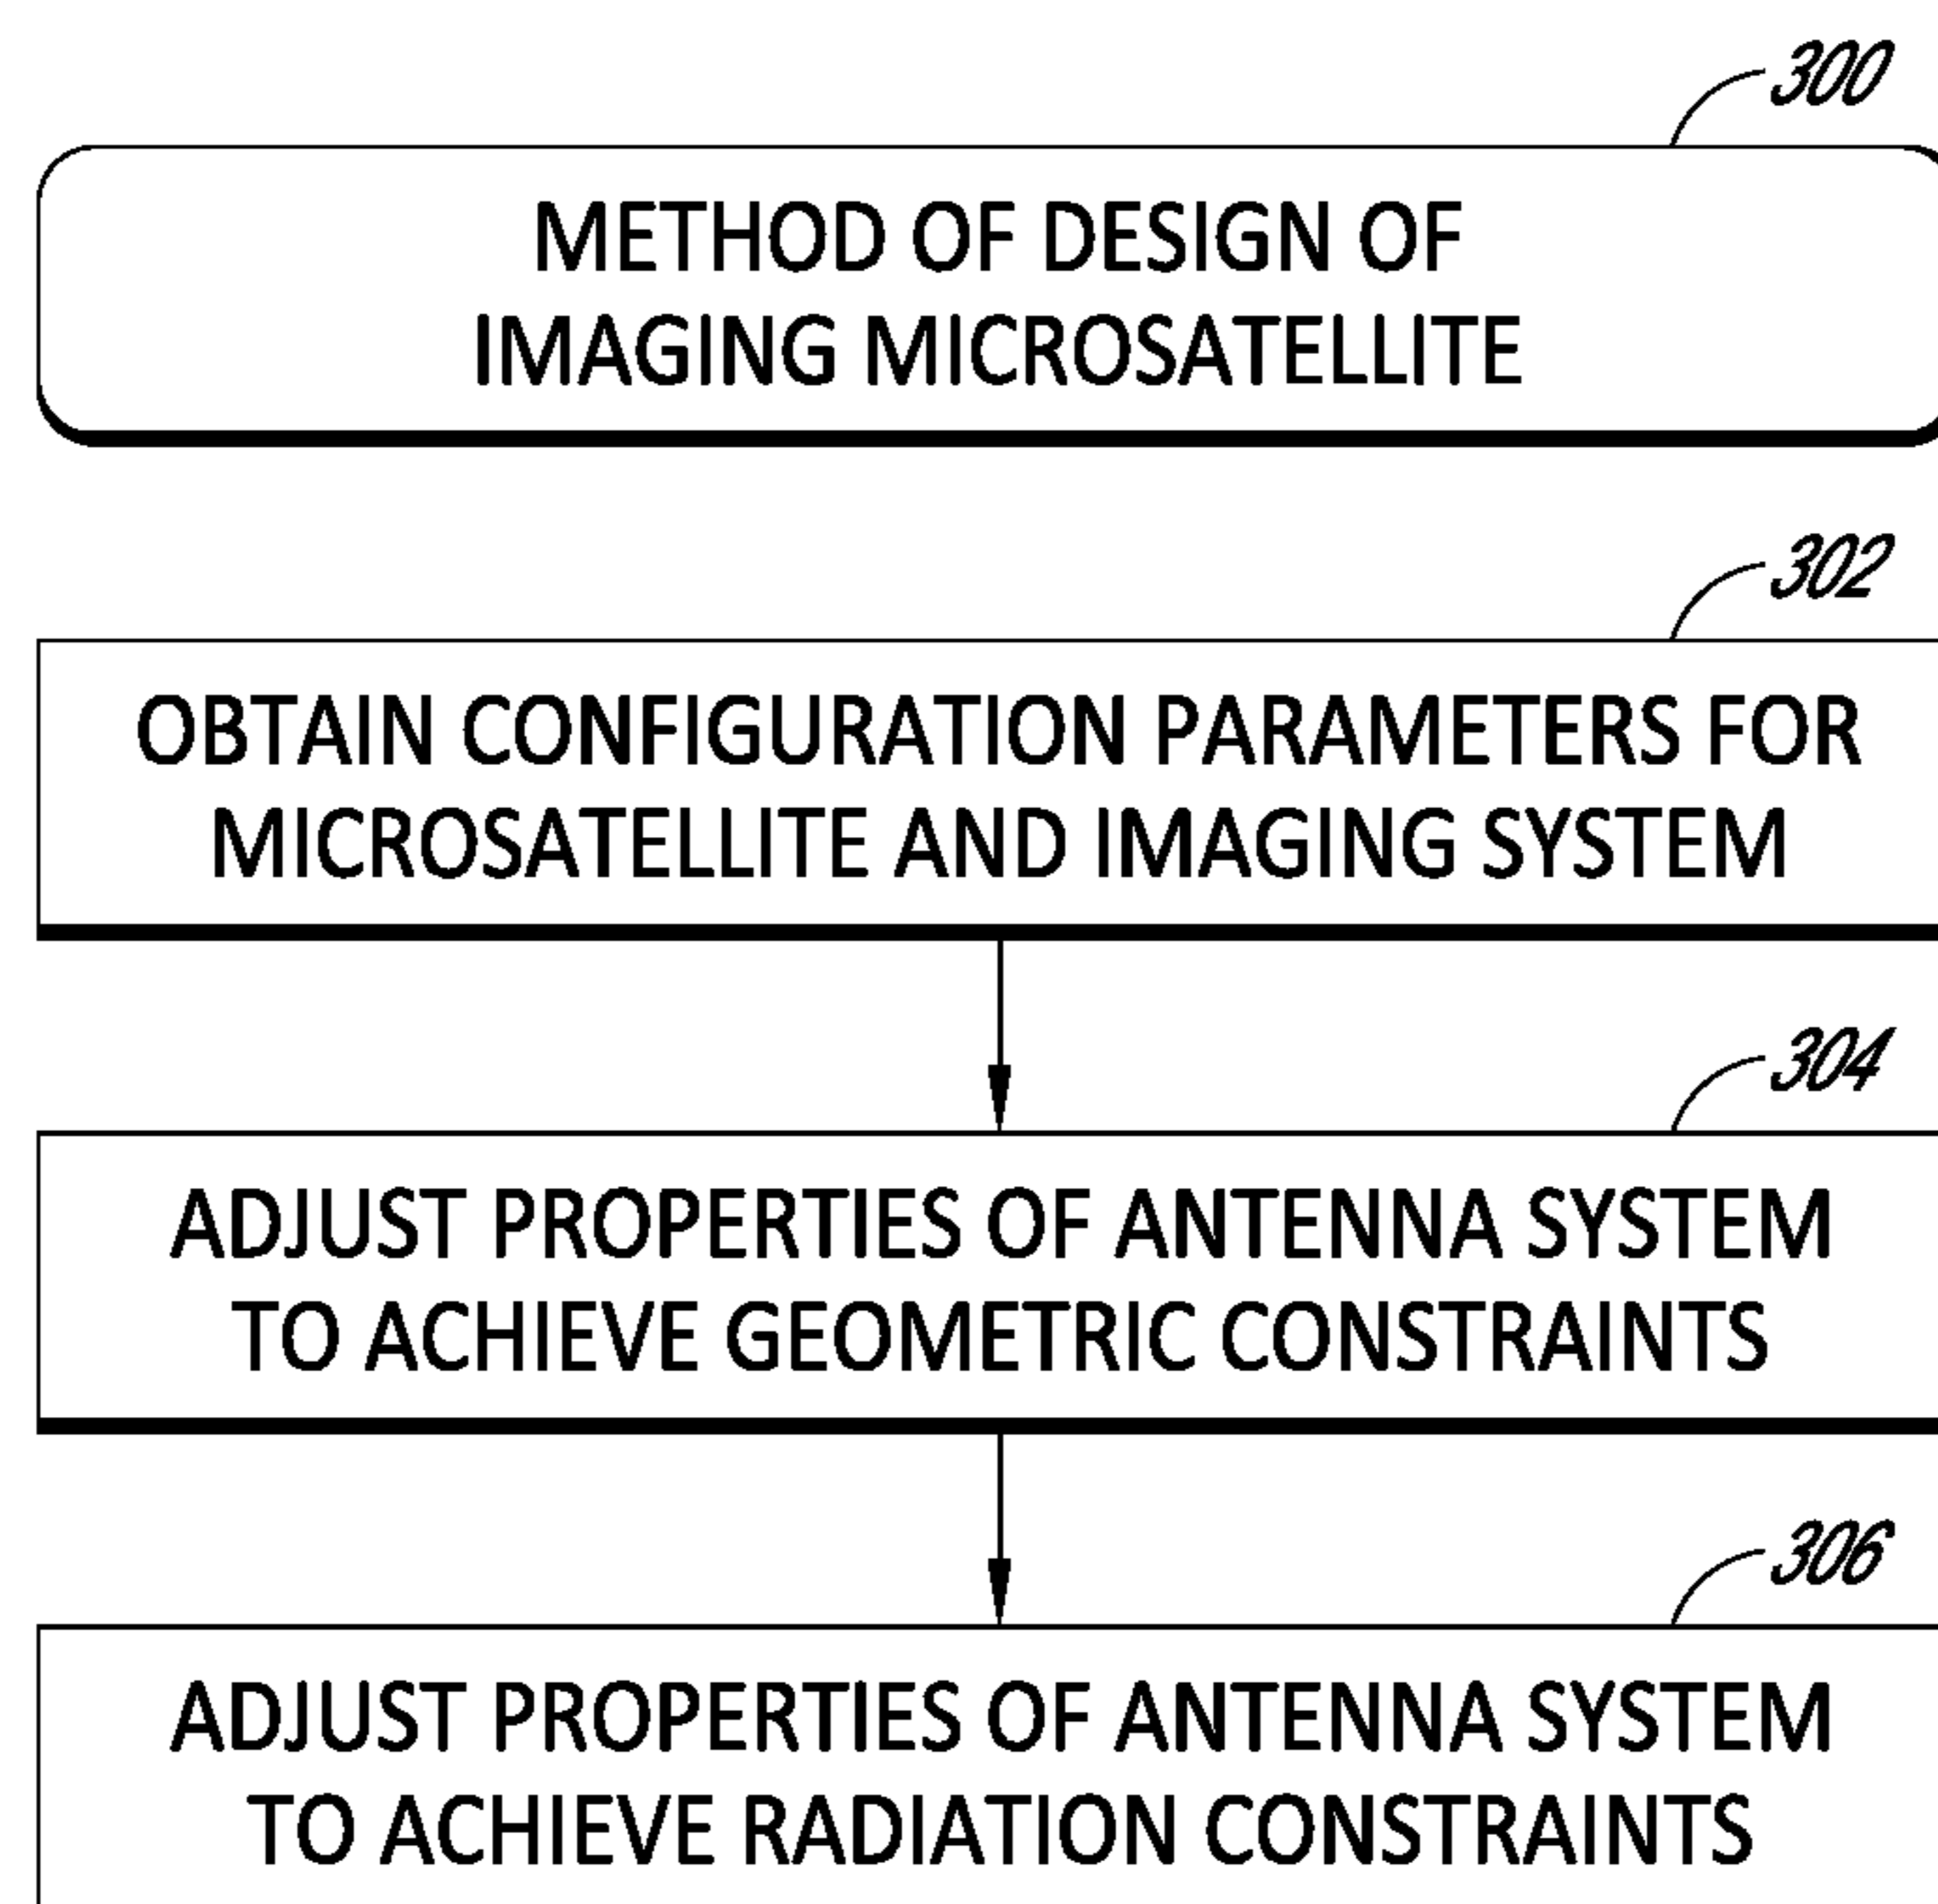 300
METHOD OF DESIGN OF
IMAGING MICROSATELLITE
302
OBTAIN CONFIGURATION PARAMETERS FOR
MICROSATELLITE AND IMAGING SYSTEM
304
ADJUST PROPERTIES OF ANTENNA SYSTEM
TO ACHIEVE GEOMETRIC CONSTRAINTS
306
ADJUST PROPERTIES OF ANTENNA SYSTEM
TO ACHIEVE RADIATION CONSTRAINTS